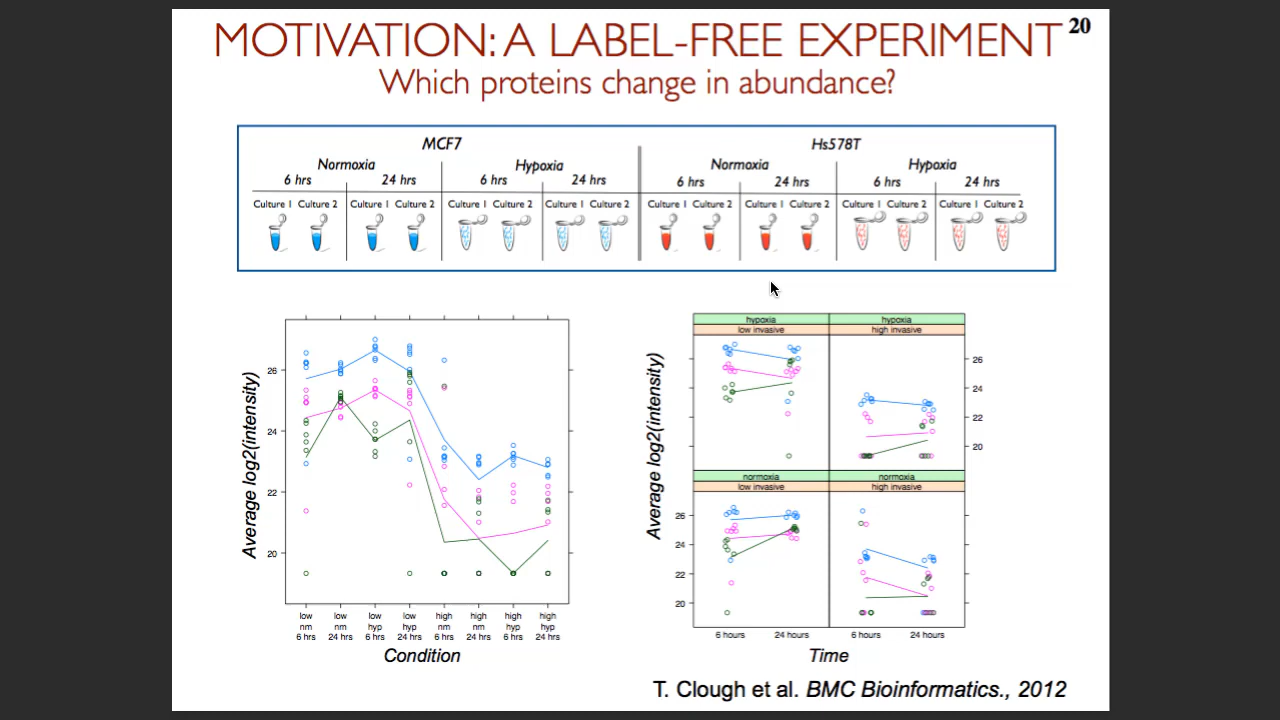 MOTIVATION: A LABEL-FREE EXPERIMENT 20
Which proteins change in abundance?
MCF7 Hs578T
Normoxia Hypoxia Normoxia Hypoxia
6 hrs 24 hrs 6 hrs 24 hrs 6 hrs 24 hrs 6 hrs 24 hrs
Culture 1 Culture 2 Culture 1 Culture 2 Culture 1 Culture 2 Culture 1 Culture 2 Culture 1 Culture 2 Culture 1 Culture 2 Culture 1 Culture 2 Culture 1 Culture 2
Average log2(intensity)
26
24
22
20
low low low low high high high high
nm nm hyp hyp nm nm hyp hyp
6 hrs 24 hrs 6 hrs 24 hrs 6 hrs 24 hrs 6 hrs 24 hrs
Condition
Average log2(intensity)
hypoxia hypoxia
low invasive high invasive
26
24
22
20
normoxia normoxia
low invasive high invasive
26
24
22
20
6 hours 24 hours 6 hours 24 hours
Time
T. Clough et al. BMC Bioinformatics., 2012